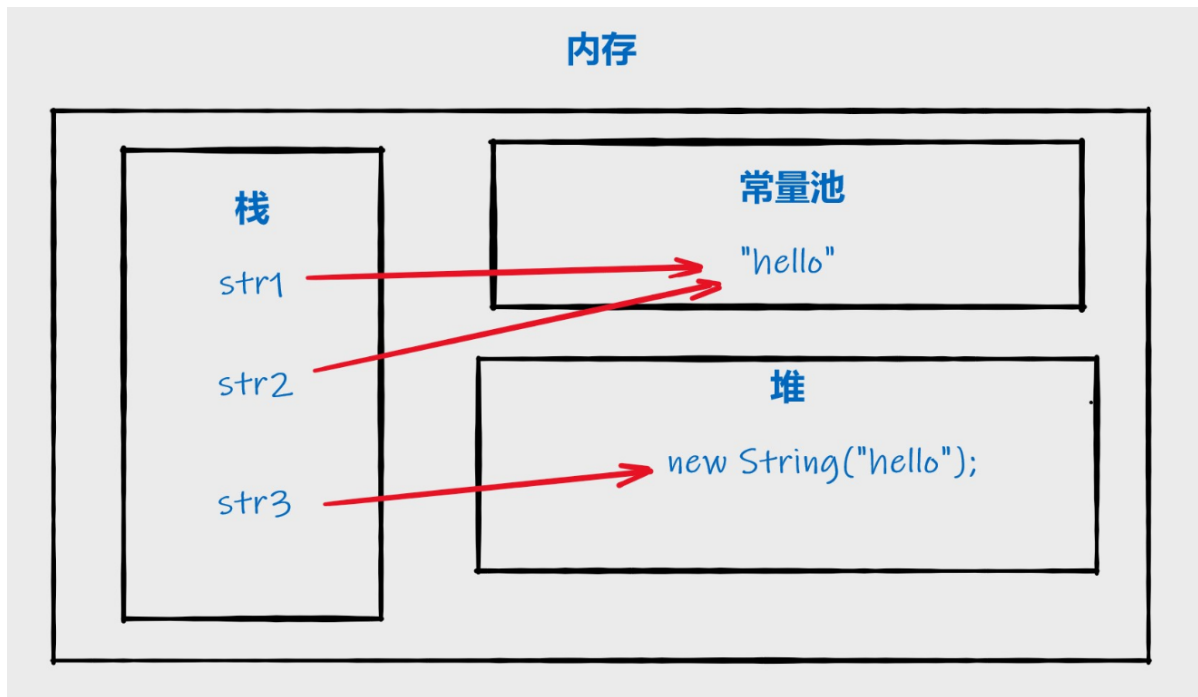 内存
栈
str1
str2
str3
常量池
"hello"
堆
new String("hello");